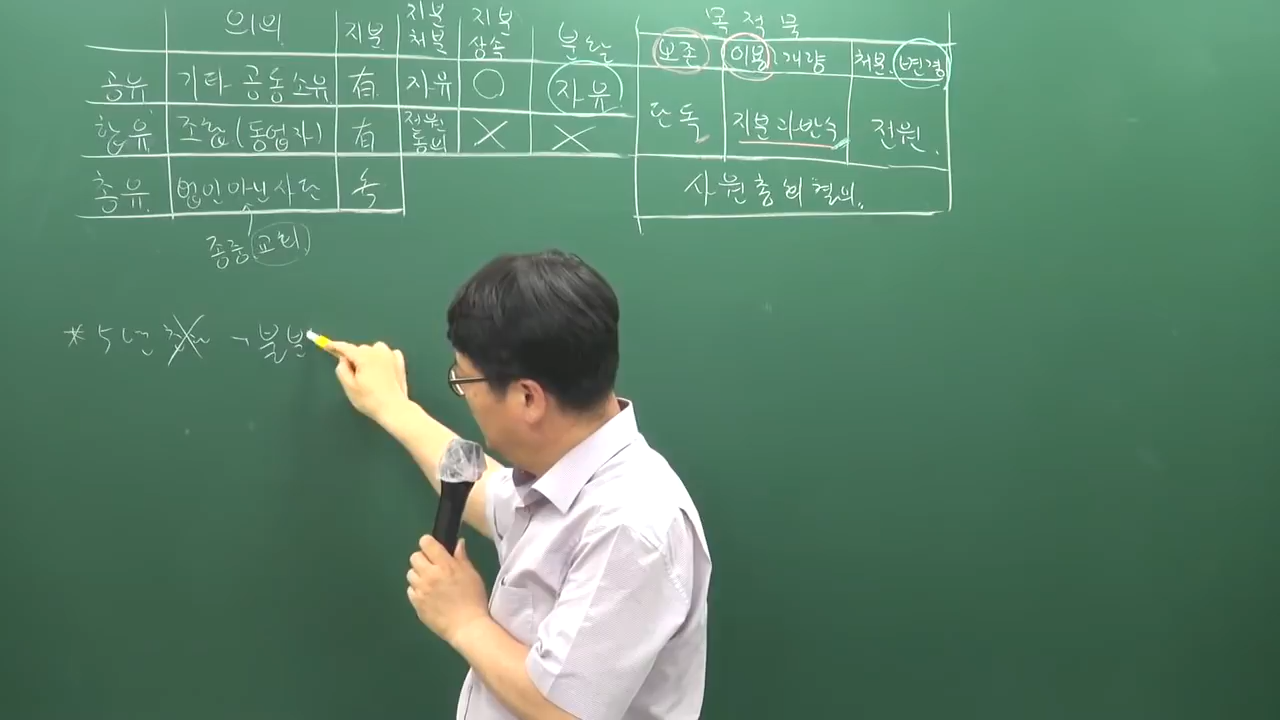 의의 지분 지분처분 지분상속 분할 목적물
보존 이용, 개량 처분, 변경
공유 기타 공동소유 有 자유 ○ 자유 단독 지분 과반수 전원.
합유 조합(동업자) 有 전원동의 X X
총유 법인아닌사단 사원총회결의.
종중, 교회
* 5년 → 불분